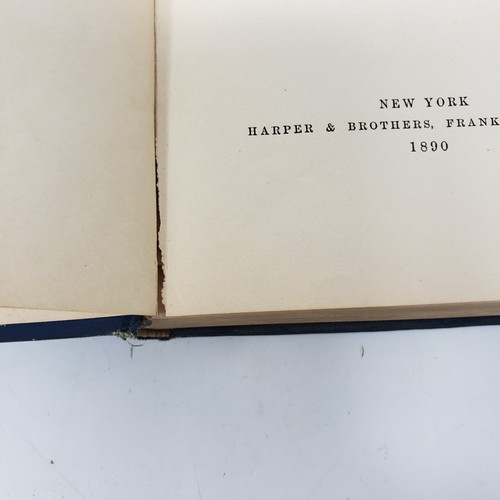 NEW YORK
HARPER & BROTHERS, FRANK
1890